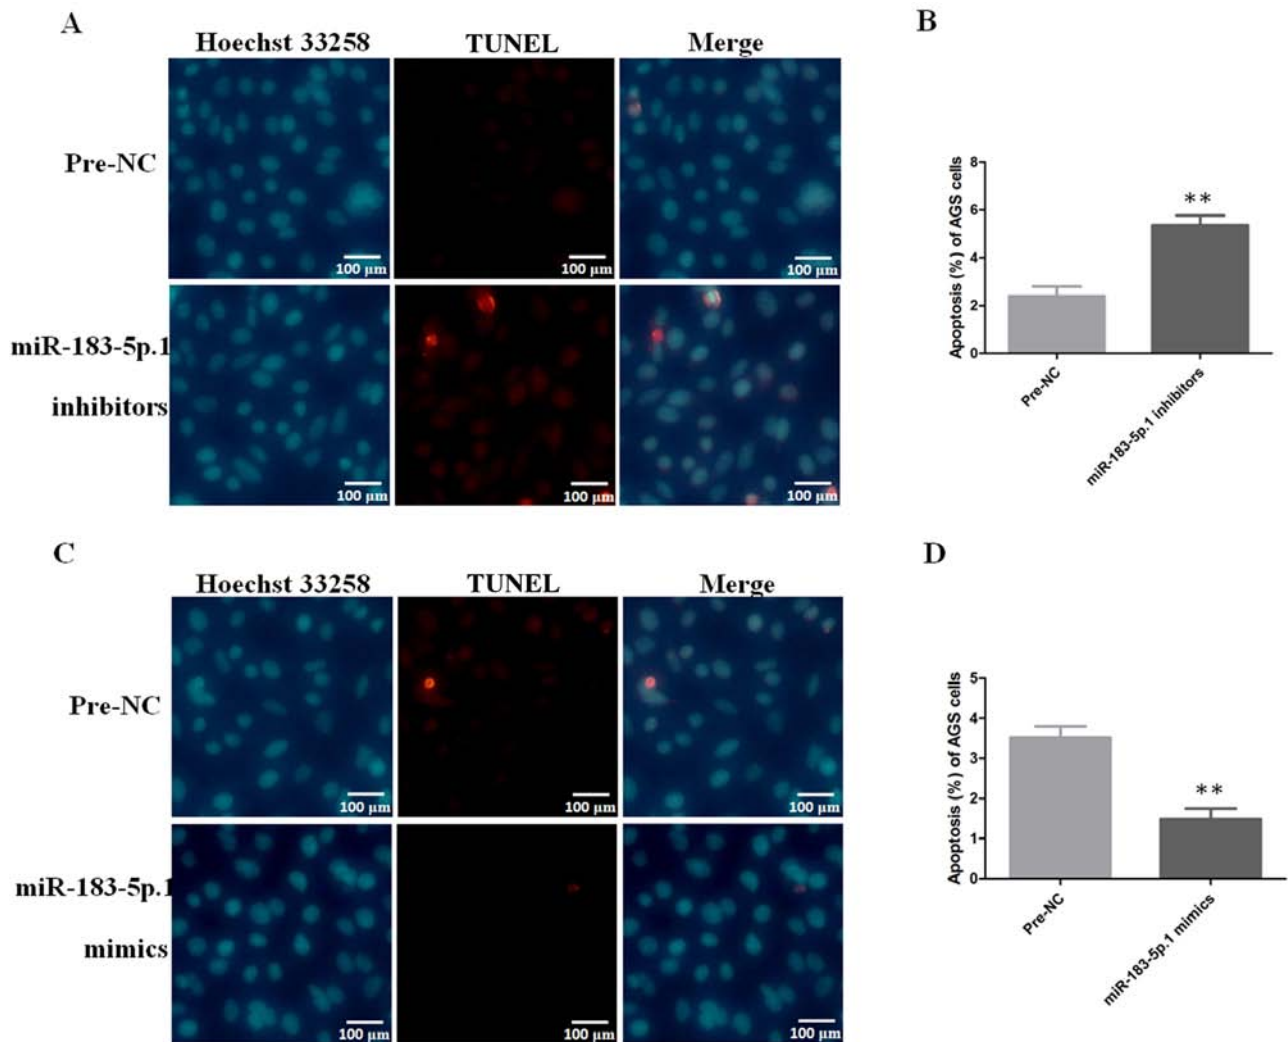 A
Hoechst 33258 TUNEL Merge
Pre-NC
100 µm 100 µm 100 µm
miR-183-5p.1
inhibitors
100 µm 100 µm 100 µm
B
Apoptosis (%) of AGS cells
8
6
4
2
0
**
Pre-NC
miR-183-5p.1 inhibitors
C
Hoechst 33258 TUNEL Merge
Pre-NC
100 µm 100 µm 100 µm
miR-183-5p.1
mimics
100 µm 100 µm 100 µm
D
Apoptosis (%) of AGS cells
5
4
3
2
1
0
**
Pre-NC
miR-183-5p.1 mimics